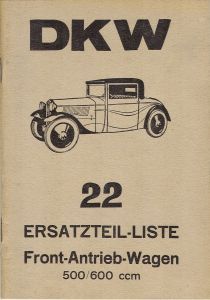 DKW
22
ERSATZTEIL-LISTE
Front-Antrieb-Wagen
500/600 ccm